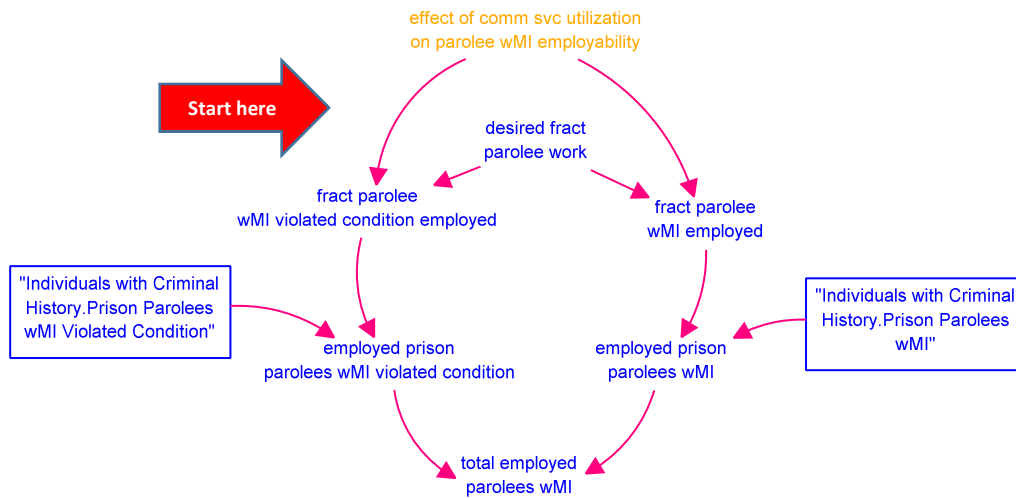 effect of comm svc utilization
on parolee wMI employability
Start here
desired fract
parolee work
fract parolee
wMI violated condition employed
fract parolee
wMI employed
"Individuals with Criminal
History.Prison Parolees
wMI Violated Condition"
"Individuals with Criminal
History.Prison Parolees
wMI"
employed prison
parolees wMI violated condition
employed prison
parolees wMI
total employed
parolees wMI